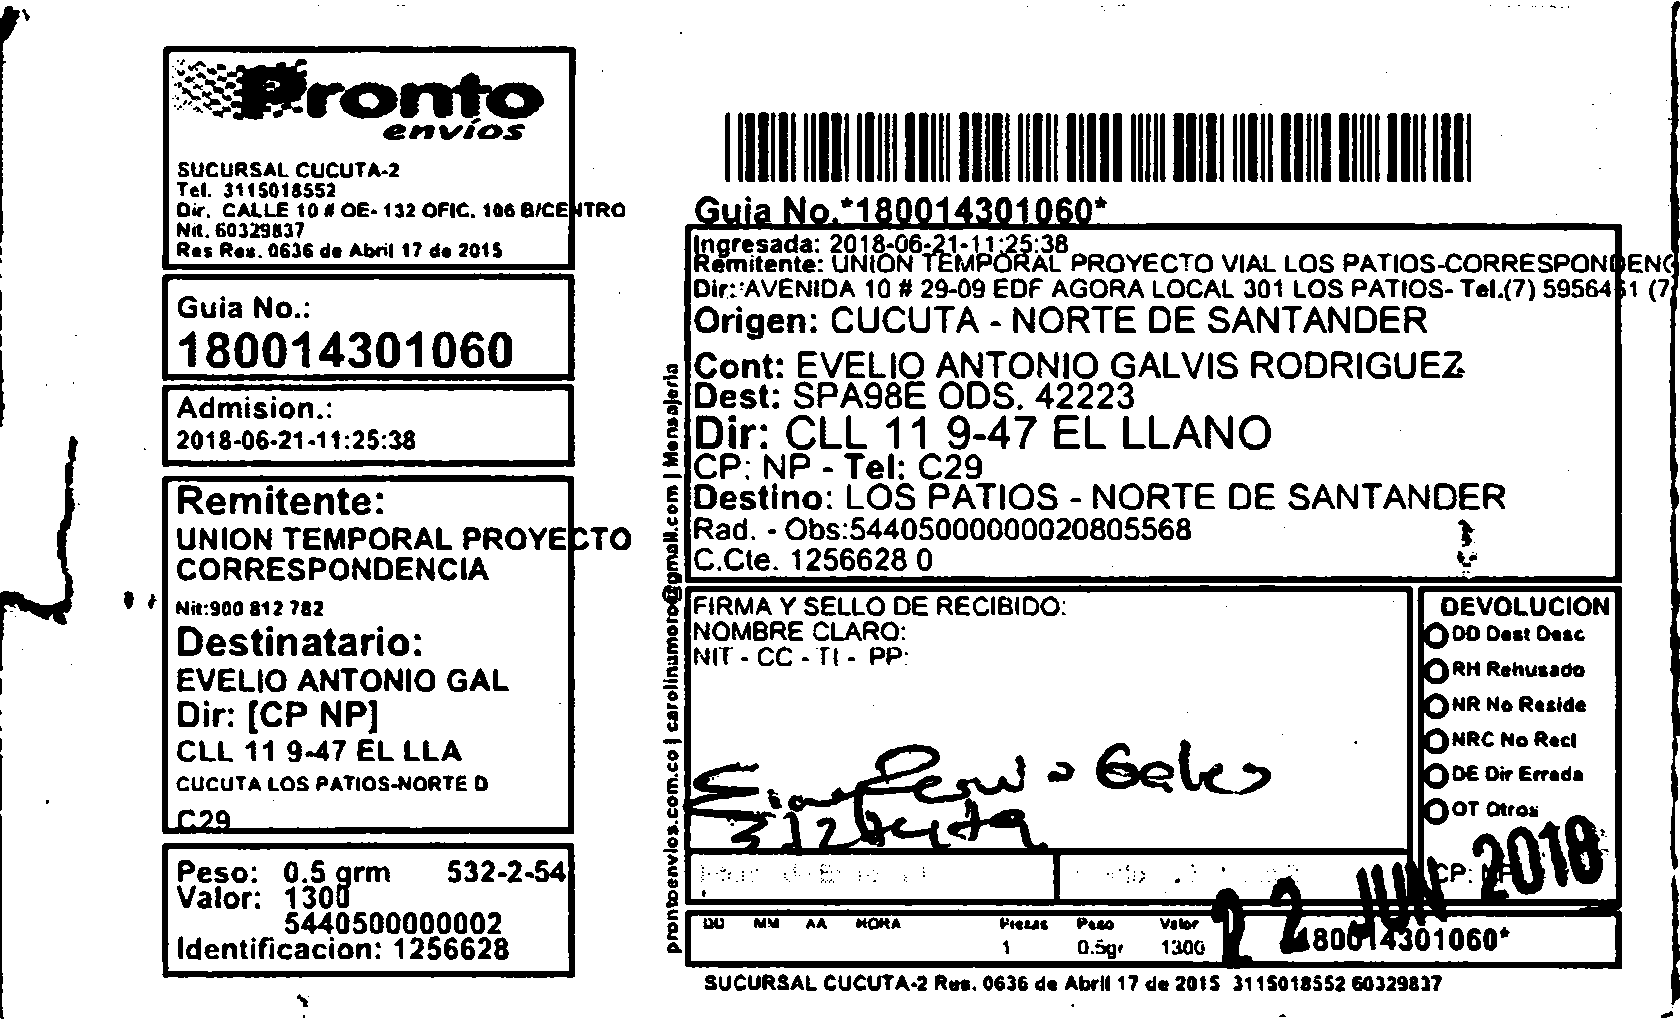 Pronto
envíos
SUCURSAL CUCUTA-2
Tel. 3115018552
Dir. CALLE 10 # OE- 132 OFIC. 106 B/CENTRO
Nit. 60329837
Res Res. 0636 de Abril 17 de 2015
Guia No.:
180014301060
Admision.:
2018-06-21-11:25:38
Remitente:
UNION TEMPORAL PROYECTO
CORRESPONDENCIA
Nit:900 812 782
Destinatario:
EVELIO ANTONIO GAL
Dir: [CP NP]
CLL 11 9-47 EL LLA
CUCUTA LOS PATIOS-NORTE D
C29
Peso: 0.5 grm 532-2-54
Valor: 1300
5440500000002
Identificacion: 1256628
prontoenvios.com.co | carolinamoro@gmail.com | Mensajeria
Guia No.*180014301060*
Ingresada: 2018-06-21-11:25:38
Remitente: UNION TEMPORAL PROYECTO VIAL LOS PATIOS-CORRESPONDENC
Dir: AVENIDA 10 # 29-09 EDF AGORA LOCAL 301 LOS PATIOS- Tel.(7) 5956461 (7)
Origen: CUCUTA - NORTE DE SANTANDER
Cont: EVELIO ANTONIO GALVIS RODRIGUEZ
Dest: SPA98E ODS. 42223
Dir: CLL 11 9-47 EL LLANO
CP: NP - Tel: C29
Destino: LOS PATIOS - NORTE DE SANTANDER
Rad. - Obs:54405000000020805568
C.Cte. 1256628 0
FIRMA Y SELLO DE RECIBIDO:
NOMBRE CLARO:
NIT - CC - TI - PP:
DEVOLUCION
DD Dest Desc
RH Rehusado
NR No Reside
NRC No Recl
DE Dir Errada
OT Otros
CP: NP
22 JUN 2018
DD MM AA HORA Piezas Peso Valor
1 0.5gr 1300
180014301060*
SUCURSAL CUCUTA-2 Res. 0636 de Abril 17 de 2015 3115018552 60329837